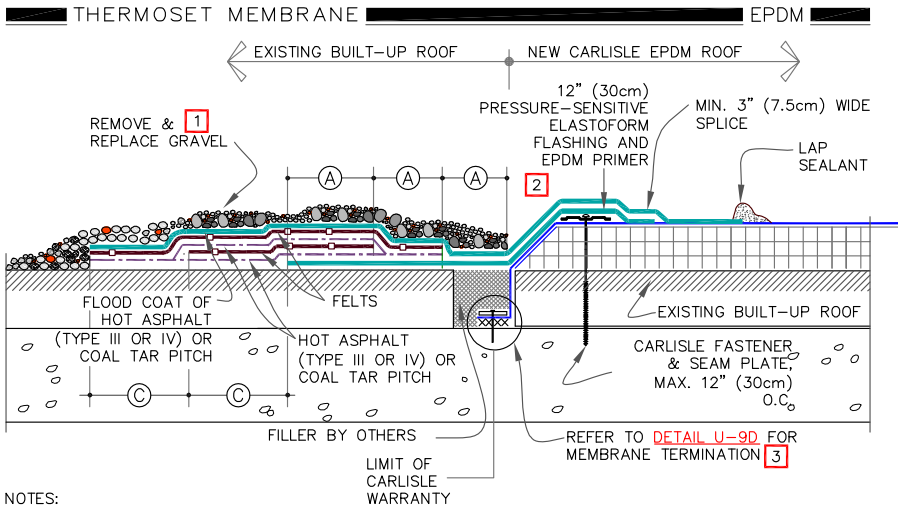 THERMOSET MEMBRANE
EPDM
EXISTING BUILT-UP ROOF
NEW CARLISLE EPDM ROOF
12" (30cm)
PRESSURE-SENSITIVE
ELASTOFORM
FLASHING AND
EPDM PRIMER
MIN. 3" (7.5cm) WIDE
SPLICE
LAP
SEALANT
REMOVE & 1
REPLACE GRAVEL
A
A
A
2
FLOOD COAT OF
HOT ASPHALT
(TYPE III OR IV) OR
COAL TAR PITCH
FELTS
HOT ASPHALT
(TYPE III OR IV) OR
COAL TAR PITCH
EXISTING BUILT-UP ROOF
CARLISLE FASTENER
& SEAM PLATE,
MAX. 12" (30cm)
O.C.
C
C
FILLER BY OTHERS
LIMIT OF
CARLISLE
WARRANTY
REFER TO DETAIL U-9D FOR
MEMBRANE TERMINATION 3
NOTES: